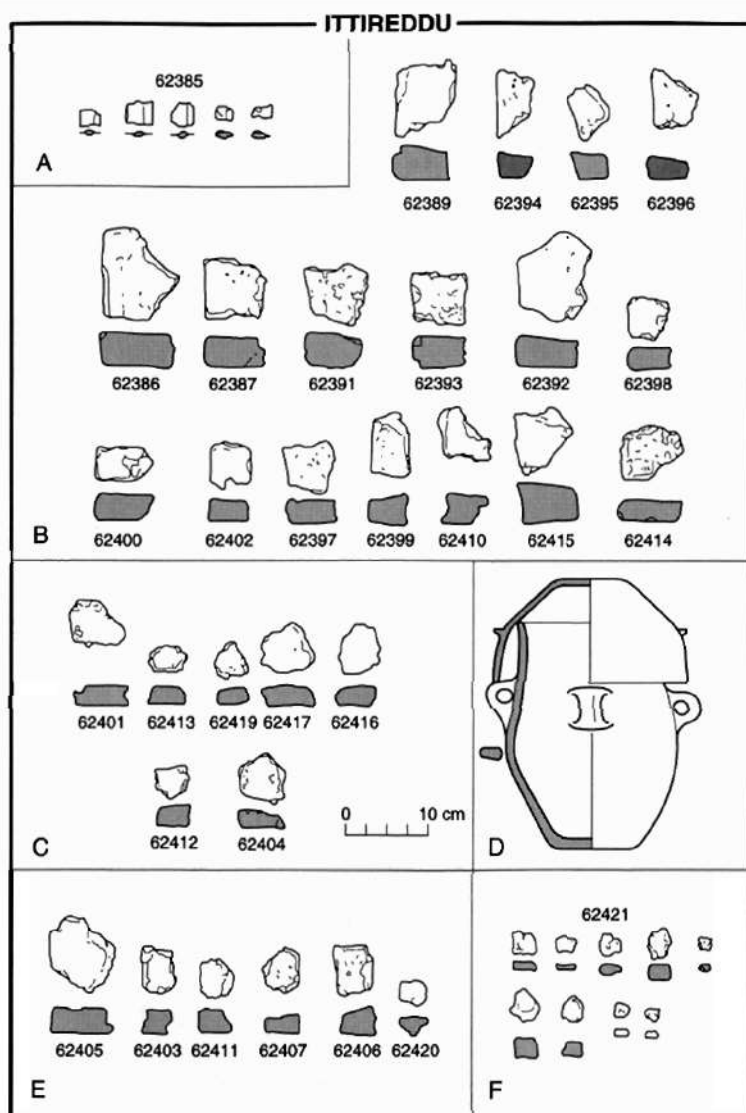 ITTIREDDU
62385
A
62389 62394 62395 62396
62386 62387 62391 62393 62392 62398
B
62400 62402 62397 62399 62410 62415 62414
62401 62413 62419 62417 62416
62412 62404
0 10 cm
C
D
62405 62403 62411 62407 62406 62420
E
62421
F